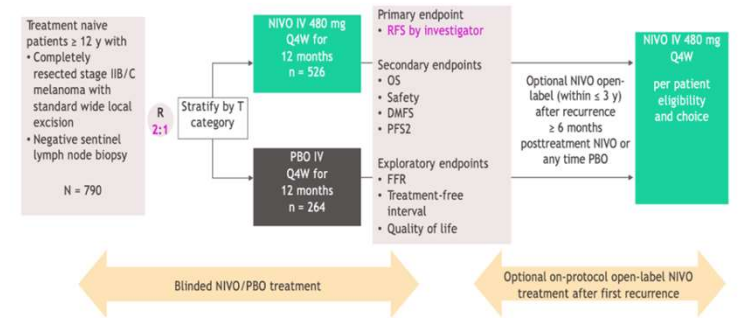 Treatment naive
patients ≥ 12 y with
• Completely
resected stage IIB/C
melanoma with
standard wide local
excision
• Negative sentinel
lymph node biopsy
N = 790
R
2:1
Stratify by T
category
NIVO IV 480 mg
Q4W for
12 months
n = 526
PBO IV
Q4W for
12 months
n = 264
Primary endpoint
• RFS by investigator
Secondary endpoints
• OS
• Safety
• DMFS
• PFS2
Exploratory endpoints
• FFR
• Treatment-free
interval
• Quality of life
Optional NIVO open-
label (within ≤ 3 y)
after recurrence
≥ 6 months
posttreatment NIVO or
any time PBO
NIVO IV 480 mg
Q4W
per patient
eligibility
and choice
Blinded NIVO/PBO treatment
Optional on-protocol open-label NIVO
treatment after first recurrence